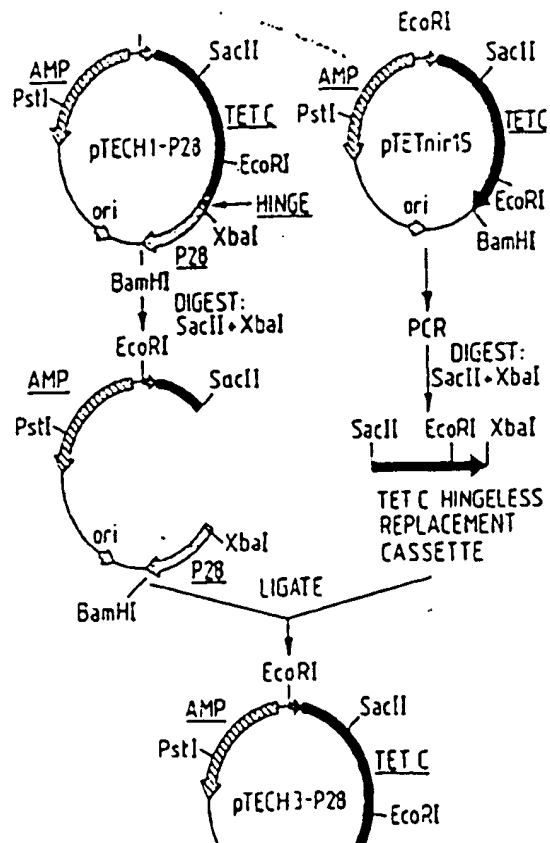 EcoRI
SacII
AMP
PstI
TET C
pTECH1-P28
EcoRI
ori
HINGE
XbaI
P28
BamHI
SacII
AMP
PstI
TETC
pTETnir15
EcoRI
ori
BamHI
DIGEST:
SacII+XbaI
PCR
DIGEST:
SacII+XbaI
EcoRI
SacII
AMP
PstI
ori
XbaI
P28
BamHI
SacII EcoRI XbaI
TET C HINGELESS
REPLACEMENT
CASSETTE
LIGATE
EcoRI
AMP
SacII
PstI
TET C
pTECH3-P28
EcoRI